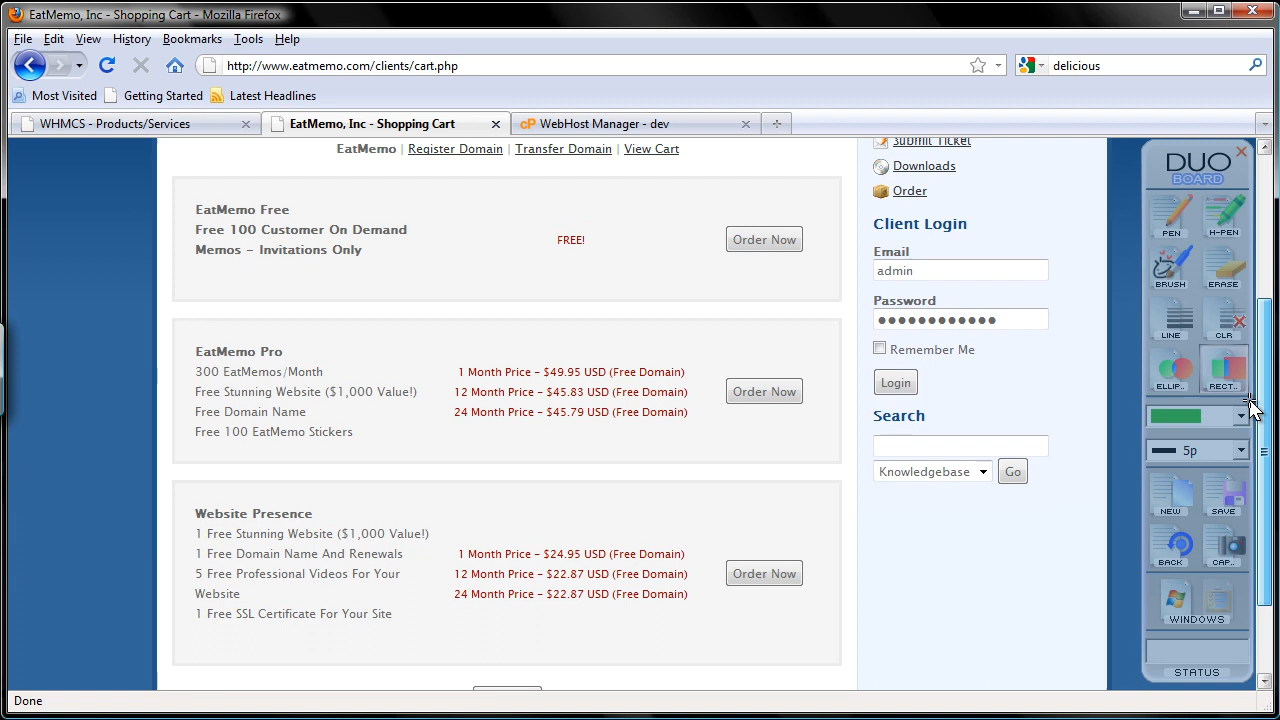 EatMemo, Inc - Shopping Cart - Mozilla Firefox
File Edit View History Bookmarks Tools Help
http://www.eatmemo.com/clients/cart.php
delicious
Most Visited Getting Started Latest Headlines
WHMCS - Products/Services
EatMemo, Inc - Shopping Cart
cP WebHost Manager - dev
EatMemo | Register Domain | Transfer Domain | View Cart
EatMemo Free
Free 100 Customer On Demand
Memos - Invitations Only
FREE!
Order Now
EatMemo Pro
300 EatMemos/Month
Free Stunning Website ($1,000 Value!)
Free Domain Name
Free 100 EatMemo Stickers
1 Month Price - $49.95 USD (Free Domain)
12 Month Price - $45.83 USD (Free Domain)
24 Month Price - $45.79 USD (Free Domain)
Order Now
Website Presence
1 Free Stunning Website ($1,000 Value!)
1 Free Domain Name And Renewals
5 Free Professional Videos For Your
Website
1 Free SSL Certificate For Your Site
1 Month Price - $24.95 USD (Free Domain)
12 Month Price - $22.87 USD (Free Domain)
24 Month Price - $22.87 USD (Free Domain)
Order Now
Submit Ticket
Downloads
Order
Client Login
Email
admin
Password
Remember Me
Login
Search
Knowledgebase
Go
DUO
BOARD
PEN H-PEN
BRUSH ERASE
LINE CLR
ELLIP.. RECT..
5p
NEW SAVE
BACK CAP..
WINDOWS
STATUS
Done